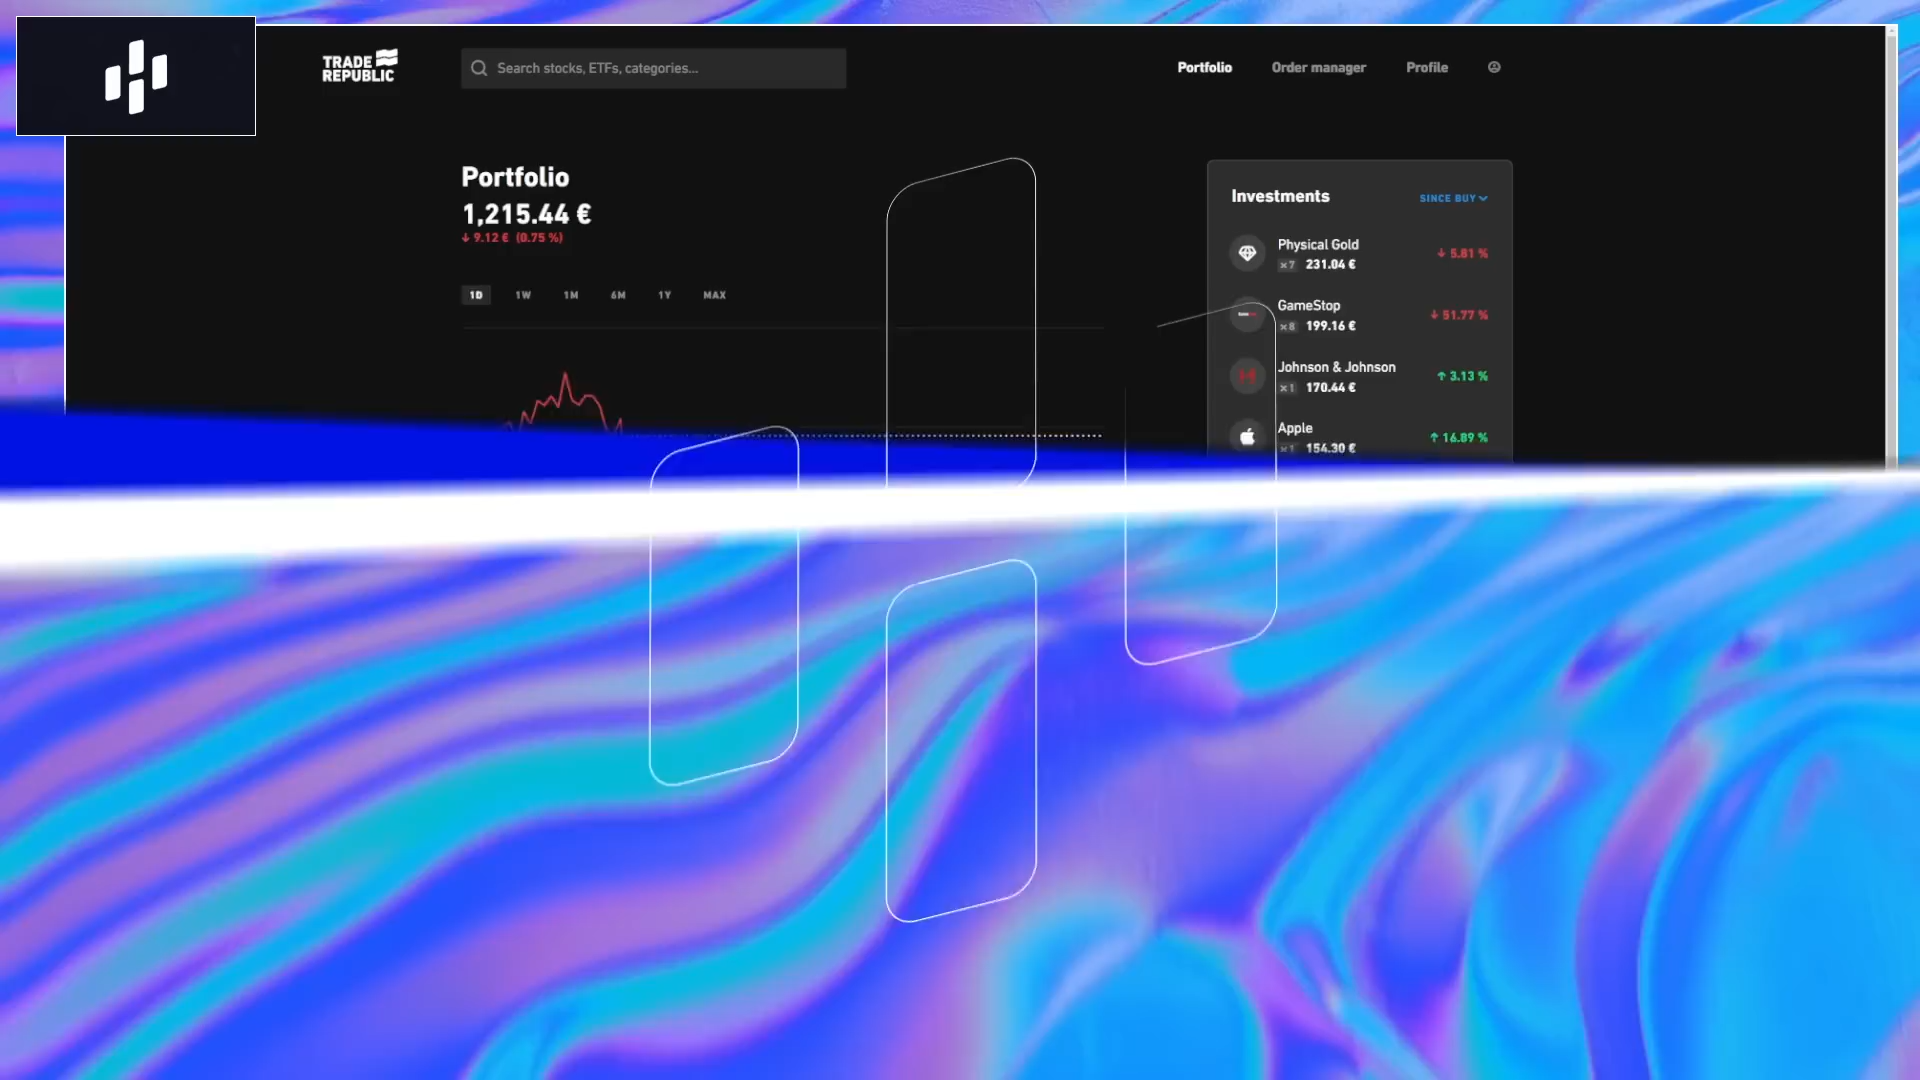 TRADE
REPUBLIC
Search stocks, ETFs, categories...
Portfolio
Order manager
Profile
Portfolio
1,215.44 €
↓ 9.12 € (0.75 %)
1D 1W 1M 6M 1Y MAX
Investments
SINCE BUY
Physical Gold
×7 231.04 €
↓ 5.81 %
GameStop
×8 199.16 €
↓ 51.77 %
Johnson & Johnson
×1 170.44 €
↑ 3.13 %
Apple
×1 154.30 €
↑ 16.89 %